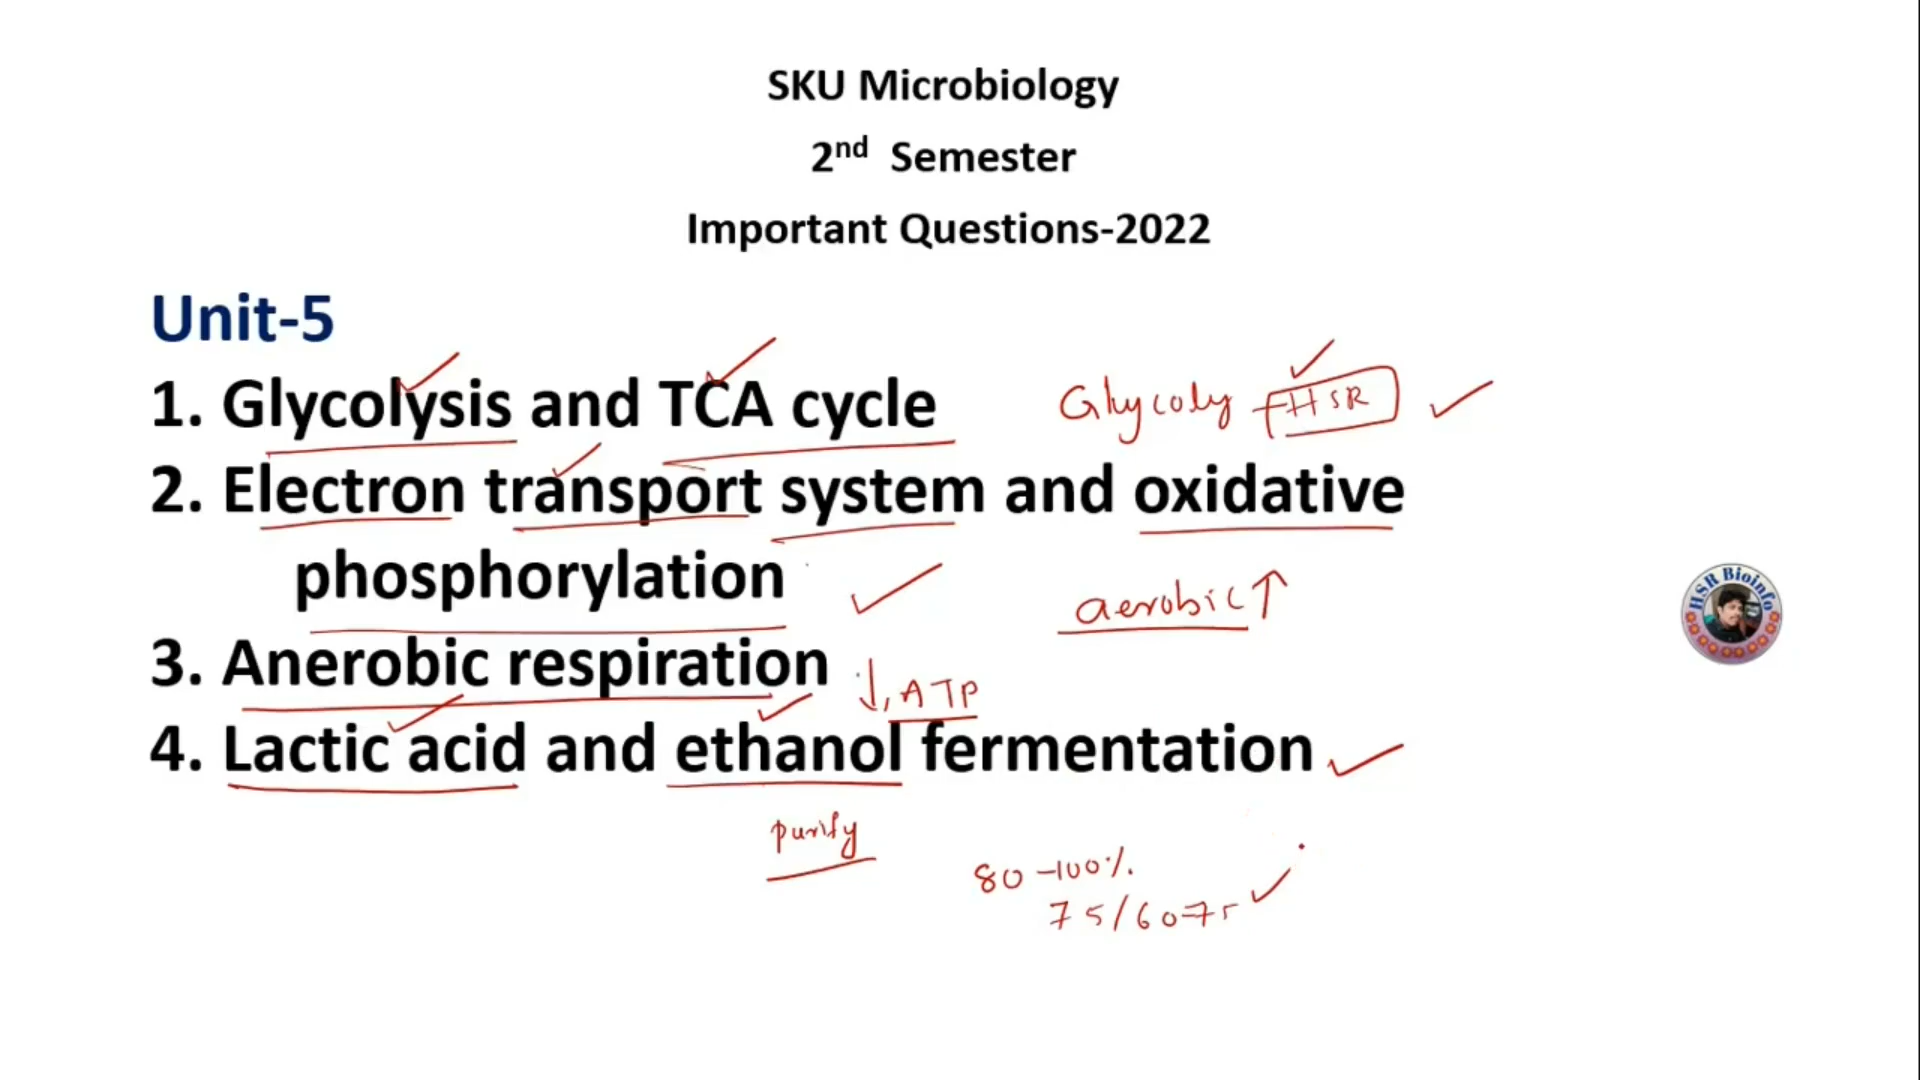 SKU Microbiology
2nd Semester
Important Questions-2022
Unit-5
1. Glycolysis and TCA cycle
Glycoly + HSR
2. Electron transport system and oxidative
phosphorylation
aerobic ↑
3. Anerobic respiration
↓, ATP
4. Lactic acid and ethanol fermentation
purify
80-100%
75/60-75
HSR Bioinfo